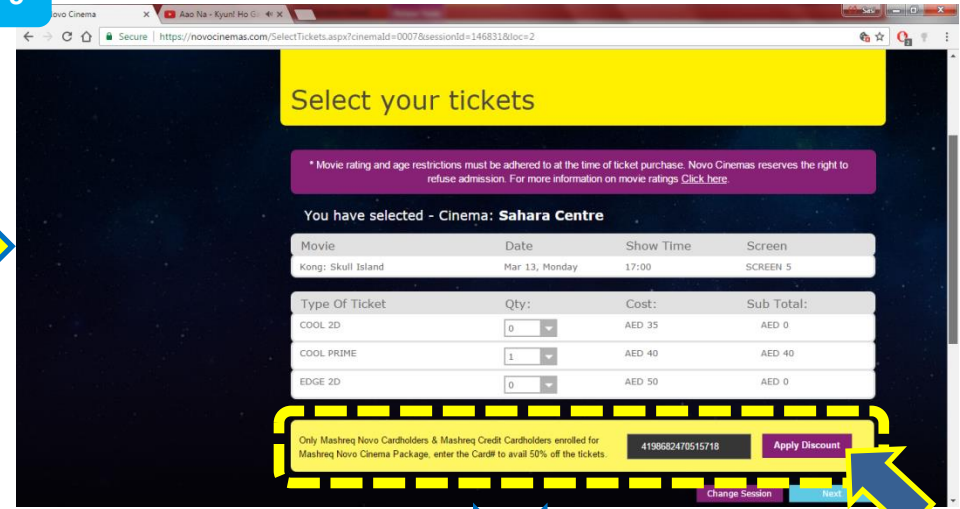 ovo Cinema Aao Na - Kyun! Ho
Secure https://novocinemas.com/SelectTickets.aspx?cinemaId=0007&sessionId=146831&loc=2
Select your tickets
* Movie rating and age restrictions must be adhered to at the time of ticket purchase. Novo Cinemas reserves the right to
refuse admission. For more information on movie ratings Click here.
You have selected - Cinema: Sahara Centre
Movie Date Show Time Screen
Kong: Skull Island Mar 13, Monday 17:00 SCREEN 5
Type Of Ticket Qty: Cost: Sub Total:
COOL 2D 0 AED 35 AED 0
COOL PRIME 1 AED 40 AED 40
EDGE 2D 0 AED 50 AED 0
Only Mashreq Novo Cardholders & Mashreq Credit Cardholders enrolled for
Mashreq Novo Cinema Package, enter the Card# to avail 50% off the tickets.
4198682470515718 Apply Discount
Change Session Next